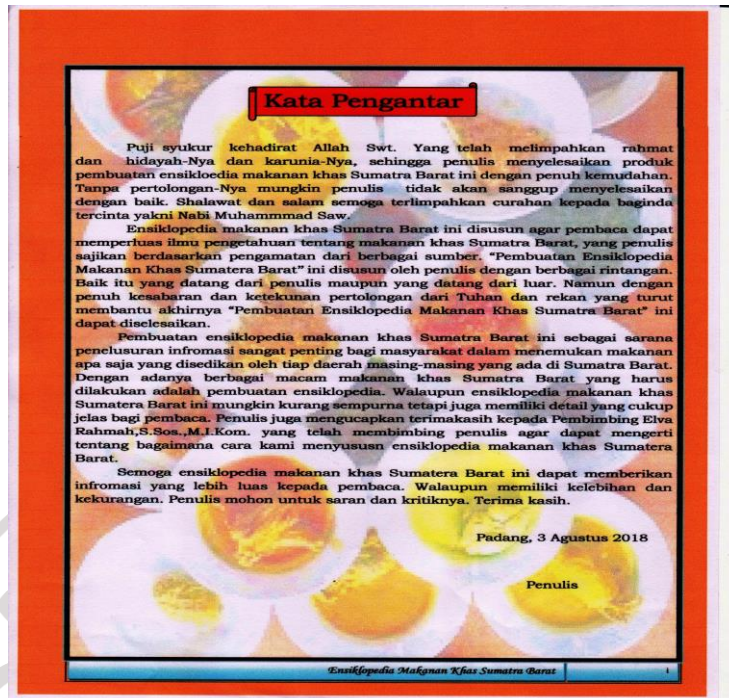 Kata Pengantar
Puji syukur kehadirat Allah Swt. Yang telah melimpahkan rahmat
dan hidayah-Nya dan karunia-Nya, sehingga penulis menyelesaikan produk
pembuatan ensikloedia makanan khas Sumatra Barat ini dengan penuh kemudahan.
Tanpa pertolongan-Nya mungkin penulis tidak akan sanggup menyelesaikan
dengan baik. Shalawat dan salam semoga terlimpahkan curahan kepada baginda
tercinta yakni Nabi Muhammmad Saw.
Ensiklopedia makanan khas Sumatra Barat ini disusun agar pembaca dapat
memperluas ilmu pengetahuan tentang makanan khas Sumatra Barat, yang penulis
sajikan berdasarkan pengamatan dari berbagai sumber. "Pembuatan Ensiklopedia
Makanan Khas Sumatera Barat" ini disusun oleh penulis dengan berbagai rintangan.
Baik itu yang datang dari penulis maupun yang datang dari luar. Namun dengan
penuh kesabaran dan ketekunan pertolongan dari Tuhan dan rekan yang turut
membantu akhirnya "Pembuatan Ensiklopedia Makanan Khas Sumatra Barat" ini
dapat diselesaikan.
Pembuatan ensiklopedia makanan khas Sumatra Barat ini sebagai sarana
penelusuran infromasi sangat penting bagi masyarakat dalam menemukan makanan
apa saja yang disedikan oleh tiap daerah masing-masing yang ada di Sumatra Barat.
Dengan adanya berbagai macam makanan khas Sumatra Barat yang harus
dilakukan adalah pembuatan ensiklopedia. Walaupun ensiklopedia makanan khas
Sumatera Barat ini mungkin kurang sempurna tetapi juga memiliki detail yang cukup
jelas bagi pembaca. Penulis juga mengucapkan terimakasih kepada Pembimbing Elva
Rahmah,S.Sos.,M.I.Kom. yang telah membimbing penulis agar dapat mengerti
tentang bagaimana cara kami menyusun ensiklopedia makanan khas Sumatera
Barat.
Semoga ensiklopedia makanan khas Sumatera Barat ini dapat memberikan
infromasi yang lebih luas kepada pembaca. Walaupun memiliki kelebihan dan
kekurangan. Penulis mohon untuk saran dan kritiknya. Terima kasih.
Padang, 3 Agustus 2018
Penulis
Ensiklopedia Makanan Khas Sumatra Barat